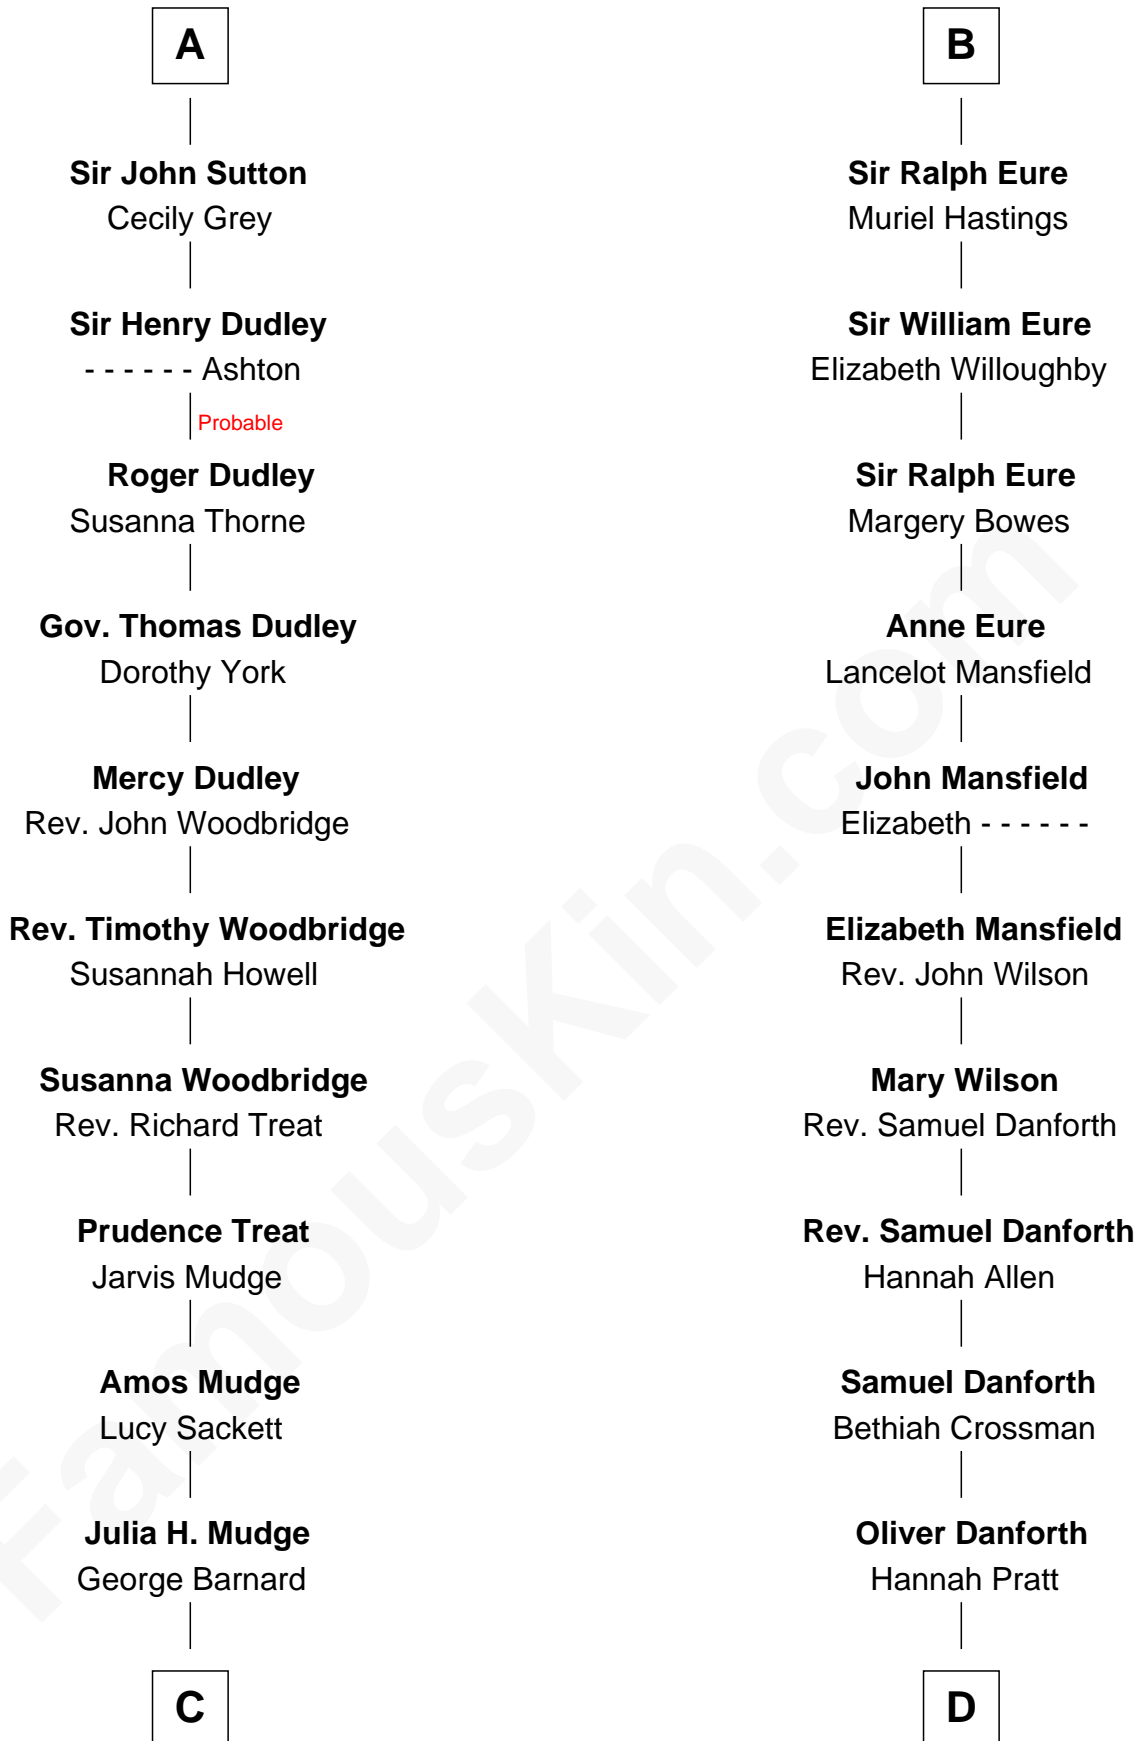 A
Sir John Sutton
Cecily Grey
Sir Henry Dudley
- - - - - - Ashton
Probable
Roger Dudley
Susanna Thorne
Gov. Thomas Dudley
Dorothy York
Mercy Dudley
Rev. John Woodbridge
Rev. Timothy Woodbridge
Susannah Howell
Susanna Woodbridge
Rev. Richard Treat
Prudence Treat
Jarvis Mudge
Amos Mudge
Lucy Sackett
Julia H. Mudge
George Barnard
C
B
Sir Ralph Eure
Muriel Hastings
Sir William Eure
Elizabeth Willoughby
Sir Ralph Eure
Margery Bowes
Anne Eure
Lancelot Mansfield
John Mansfield
Elizabeth - - - - - -
Elizabeth Mansfield
Rev. John Wilson
Mary Wilson
Rev. Samuel Danforth
Rev. Samuel Danforth
Hannah Allen
Samuel Danforth
Bethiah Crossman
Oliver Danforth
Hannah Pratt
D
FamousKin.com